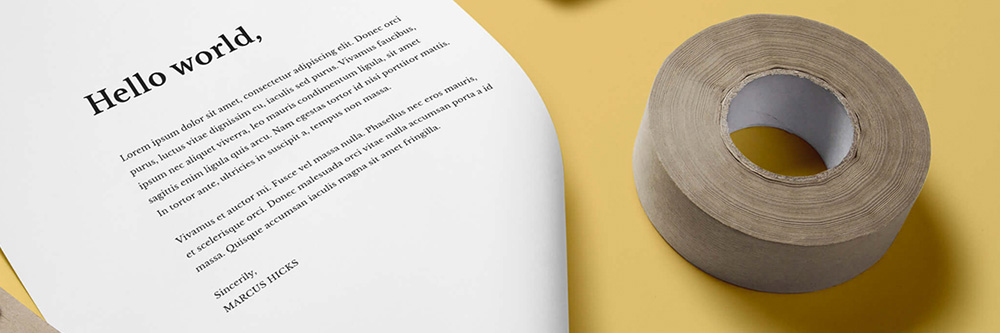 Hello world,
Lorem ipsum dolor sit amet, consectetur adipiscing elit. Donec orci
purus, luctus vitae dignissim eu, iaculis sed purus. Vivamus faucibus,
ipsum nec aliquet viverra, leo mauris condimentum ligula, sit amet
sagittis enim ligula quis arcu. Nam egestas tortor id nisi porttitor mattis.
In tortor ante, ultricies in suscipit a, tempus non massa.
Vivamus et auctor mi. Fusce vel massa nulla. Phasellus nec eros mauris,
et scelerisque orci. Donec malesuada orci vitae nulla accumsan porta a id
massa. Quisque accumsan iaculis magna sit amet fringilla.
Sincerily,
MARCUS HICKS